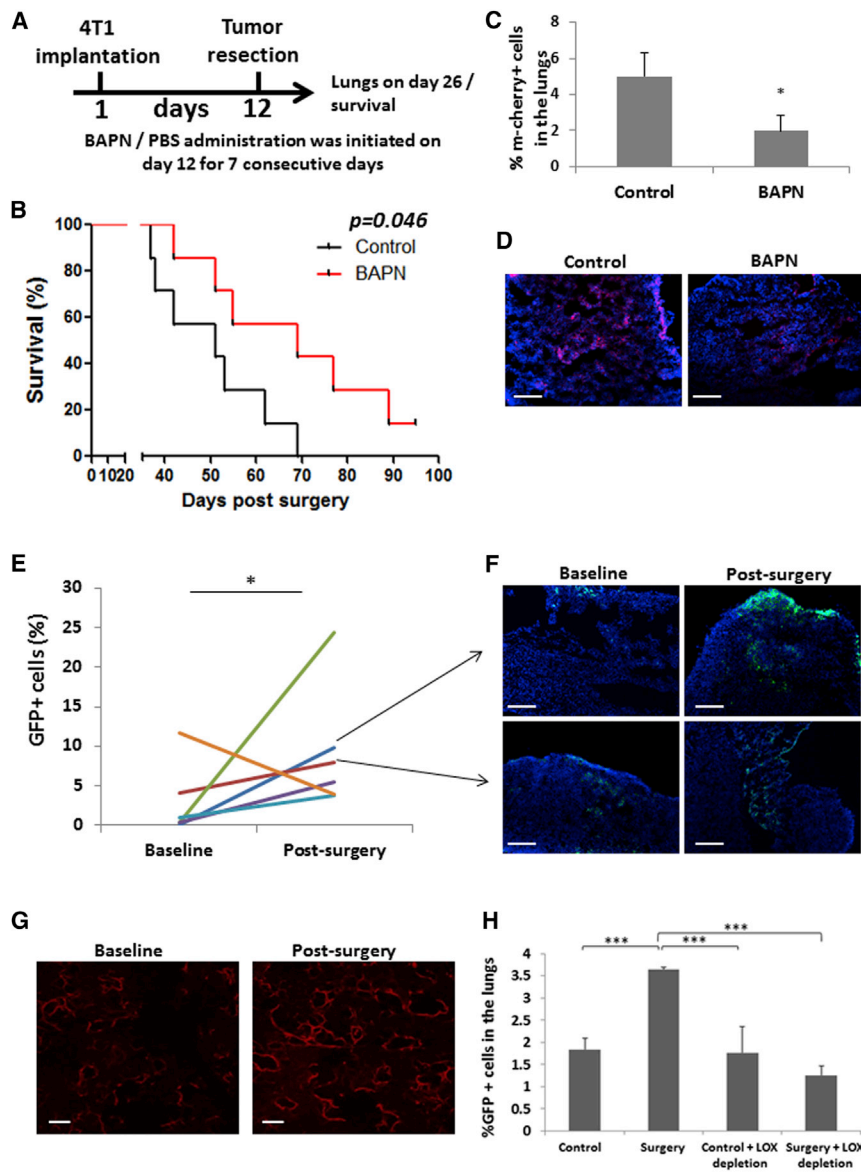 A
4T1
implantation
Tumor
resection
1
days
12
Lungs on day 26 /
survival
BAPN / PBS administration was initiated on
day 12 for 7 consecutive days
B
100
80
60
40
20
0
Survival (%)
p=0.046
Control
BAPN
0 10 20 40 50 60 70 80 90 100
Days post surgery
C
8
6
4
2
0
% m-cherry+ cells
in the lungs
*
Control
BAPN
D
Control
BAPN
E
30
25
20
15
10
5
0
GFP+ cells (%)
*
Baseline
Post-surgery
F
Baseline
Post-surgery
G
Baseline
Post-surgery
H
***
***
***
4
3.5
3
2.5
2
1.5
1
0.5
0
%GFP + cells in the lungs
Control
Surgery
Control + LOX
depletion
Surgery + LOX
depletion